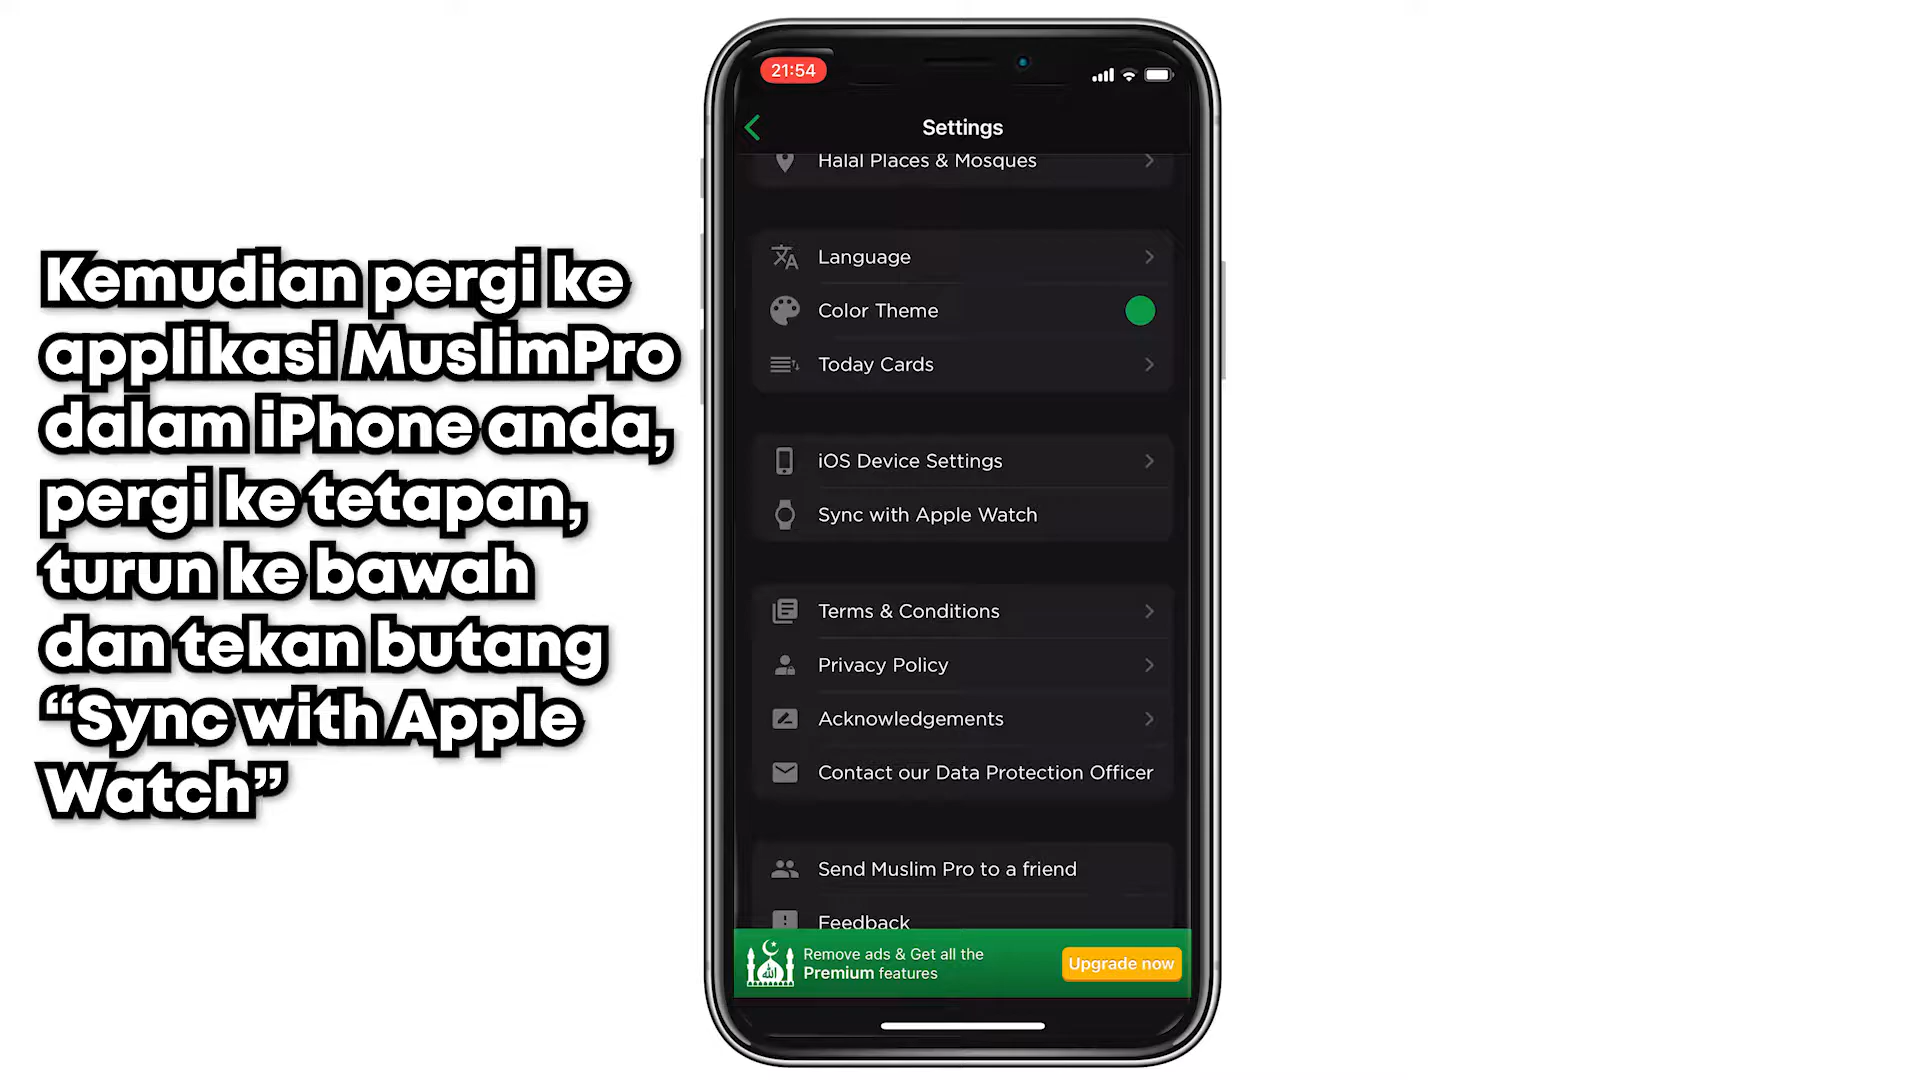 Kemudian pergi ke
applikasi MuslimPro
dalam iPhone anda,
pergi ke tetapan,
turun ke bawah
dan tekan butang
“Sync with Apple
Watch”
21:54
Settings
Halal Places & Mosques
Language
Color Theme
Today Cards
iOS Device Settings
Sync with Apple Watch
Terms & Conditions
Privacy Policy
Acknowledgements
Contact our Data Protection Officer
Send Muslim Pro to a friend
Feedback
الله
Remove ads & Get all the
Premium features
Upgrade now